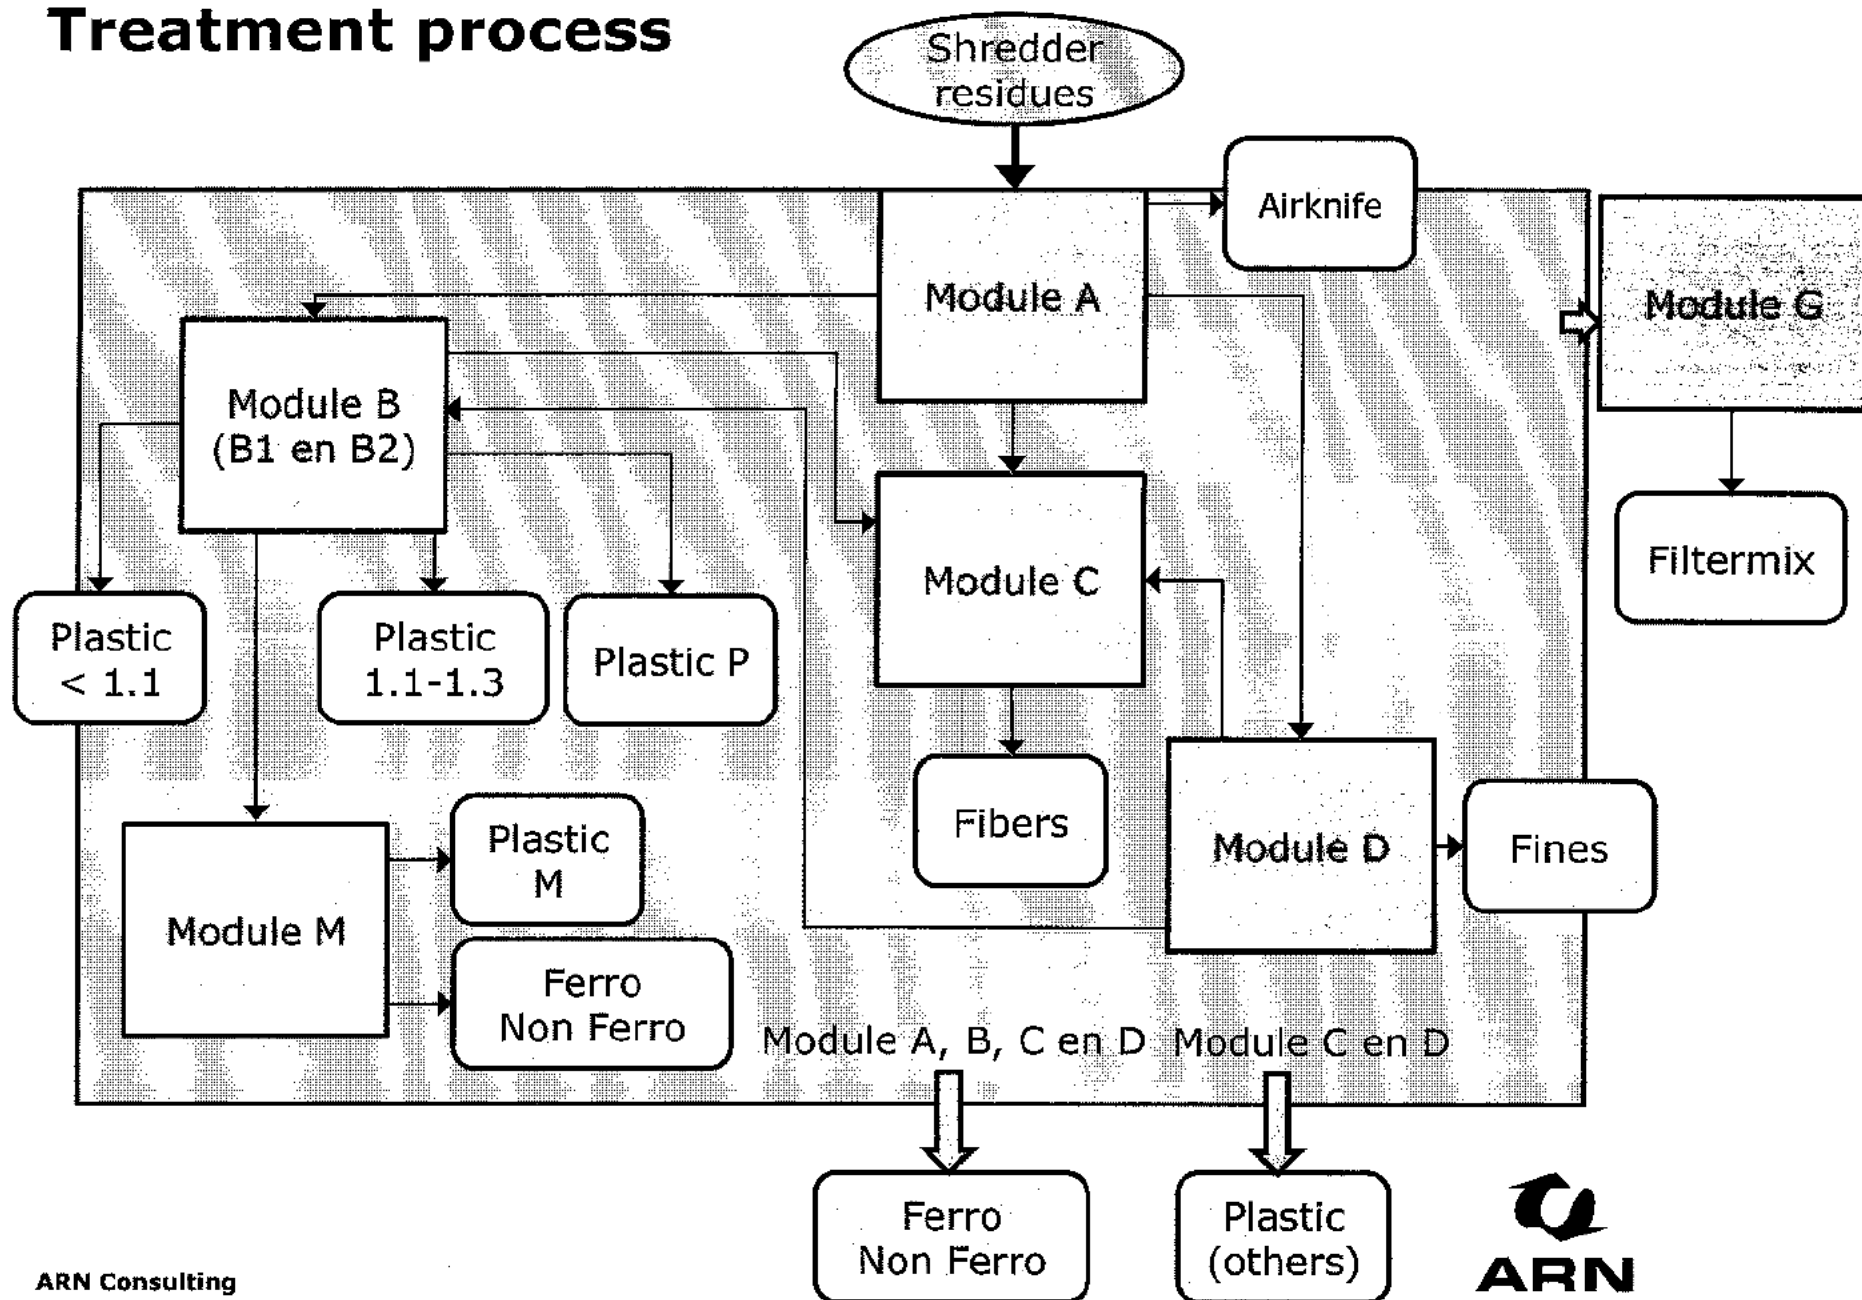 Treatment process
Shredder
residues
Airknife
Module A
Module G
Module B
(B1 en B2)
Module C
Filtermix
Plastic
< 1.1
Plastic
1.1-1.3
Plastic P
Fibers
Module D
Fines
Plastic
M
Module M
Ferro
Non Ferro
Module A, B, C en D
Module C en D
Ferro
Non Ferro
Plastic
(others)
ARN Consulting
ARN